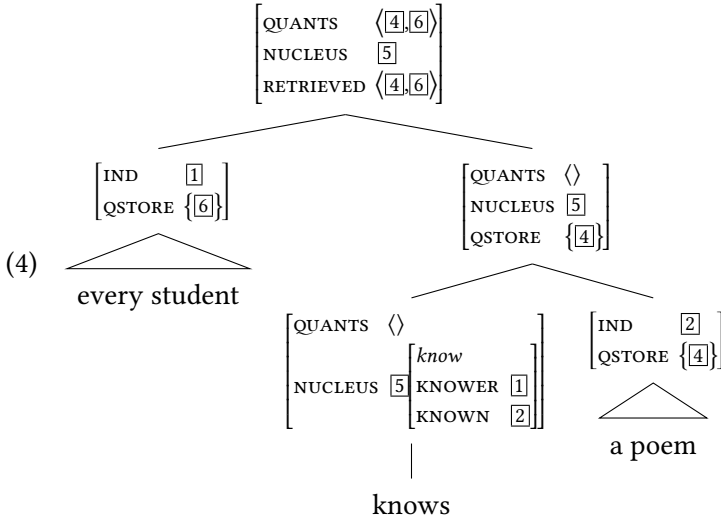 QUANTS ⟨4,6⟩
NUCLEUS 5
RETRIEVED ⟨4,6⟩
IND 1
QSTORE {6}
QUANTS ⟨⟩
NUCLEUS 5
QSTORE {4}
(4)
every student
QUANTS ⟨⟩
NUCLEUS 5
know
KNOWER 1
KNOWN 2
IND 2
QSTORE {4}
a poem
knows